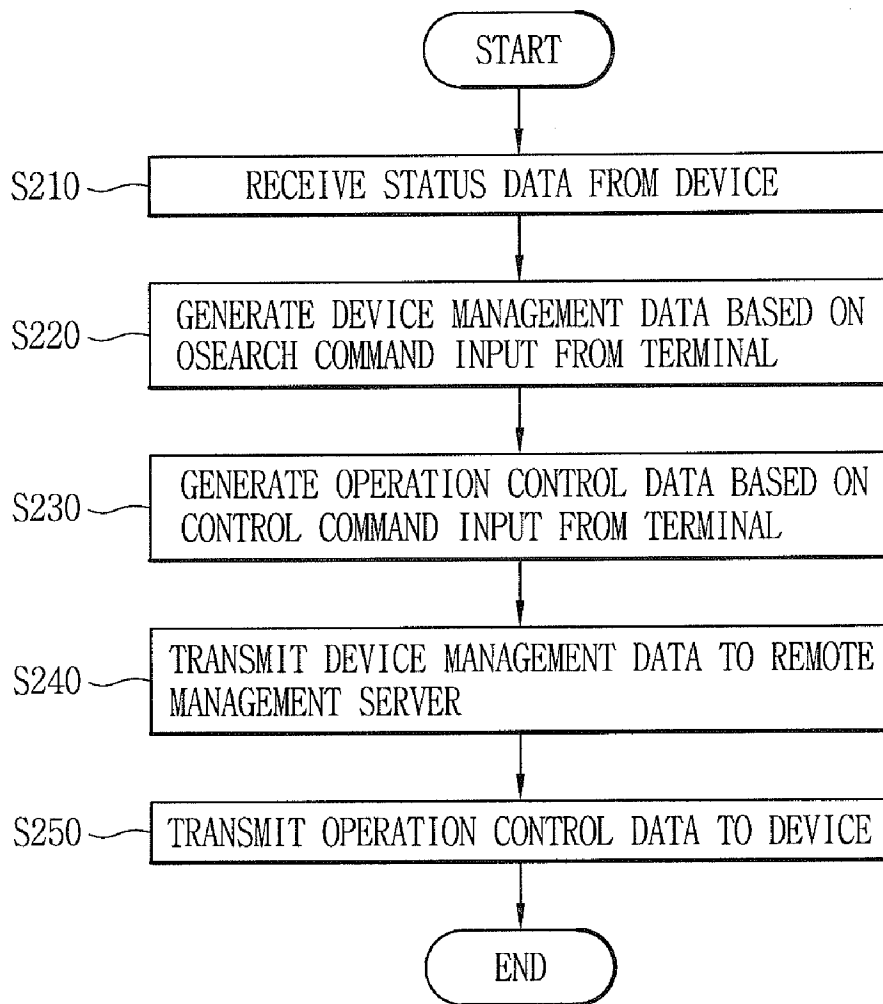 START
S210
RECEIVE STATUS DATA FROM DEVICE
S220
GENERATE DEVICE MANAGEMENT DATA BASED ON
OSEARCH COMMAND INPUT FROM TERMINAL
S230
GENERATE OPERATION CONTROL DATA BASED ON
CONTROL COMMAND INPUT FROM TERMINAL
S240
TRANSMIT DEVICE MANAGEMENT DATA TO REMOTE
MANAGEMENT SERVER
S250
TRANSMIT OPERATION CONTROL DATA TO DEVICE
END